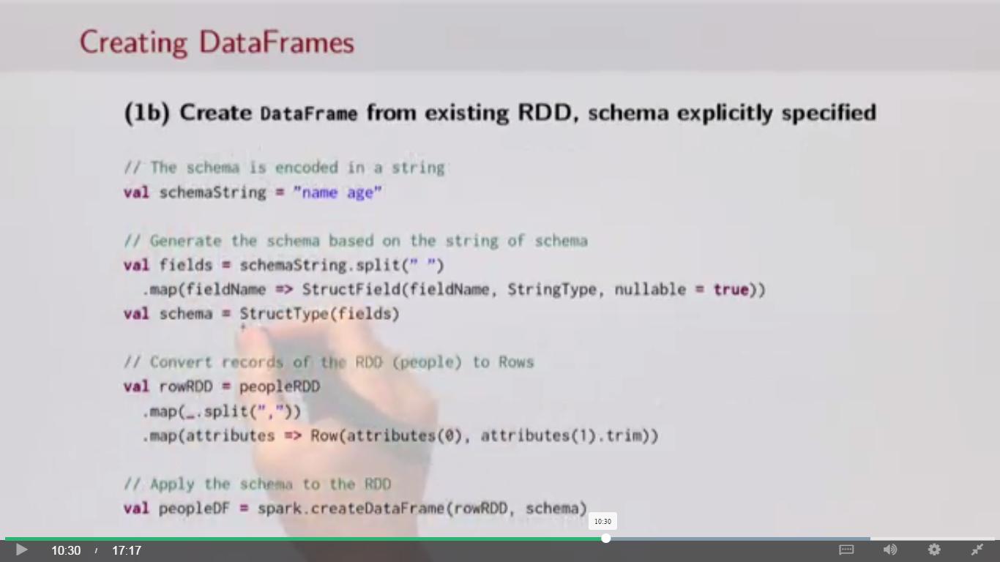 Creating DataFrames
(1b) Create DataFrame from existing RDD, schema explicitly specified
// The schema is encoded in a string
val schemaString = "name age"
// Generate the schema based on the string of schema
val fields = schemaString.split(" ")
.map(fieldName => StructField(fieldName, StringType, nullable = true))
val schema = StructType(fields)
// Convert records of the RDD (people) to Rows
val rowRDD = peopleRDD
.map(_.split(","))
.map(attributes => Row(attributes(0), attributes(1).trim))
// Apply the schema to the RDD
val peopleDF = spark.createDataFrame(rowRDD, schema)
10:30
10:30 / 17:17